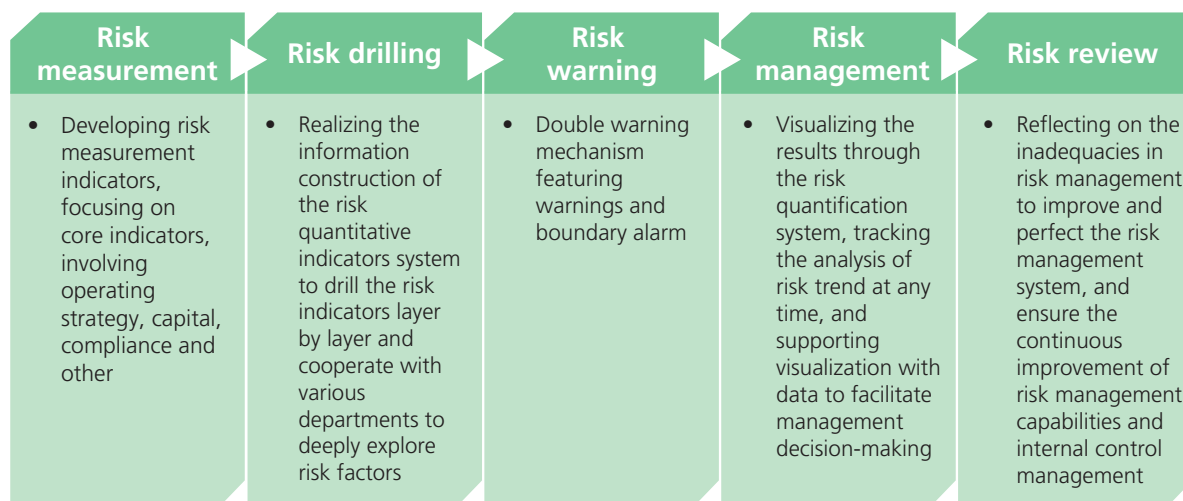 Risk
measurement
• Developing risk
measurement
indicators,
focusing on
core indicators,
involving
operating
strategy, capital,
compliance and
other
Risk drilling
• Realizing the
information
construction of
the risk
quantitative
indicators system
to drill the risk
indicators layer
by layer and
cooperate with
various
departments to
deeply explore
risk factors
Risk
warning
• Double warning
mechanism
featuring
warnings and
boundary alarm
Risk
management
• Visualizing the
results through
the risk
quantification
system, tracking
the analysis of
risk trend at any
time, and
supporting
visualization with
data to facilitate
management
decision-making
Risk review
• Reflecting on the
inadequacies in
risk management
to improve and
perfect the risk
management
system, and
ensure the
continuous
improvement of
risk management
capabilities and
internal control
management